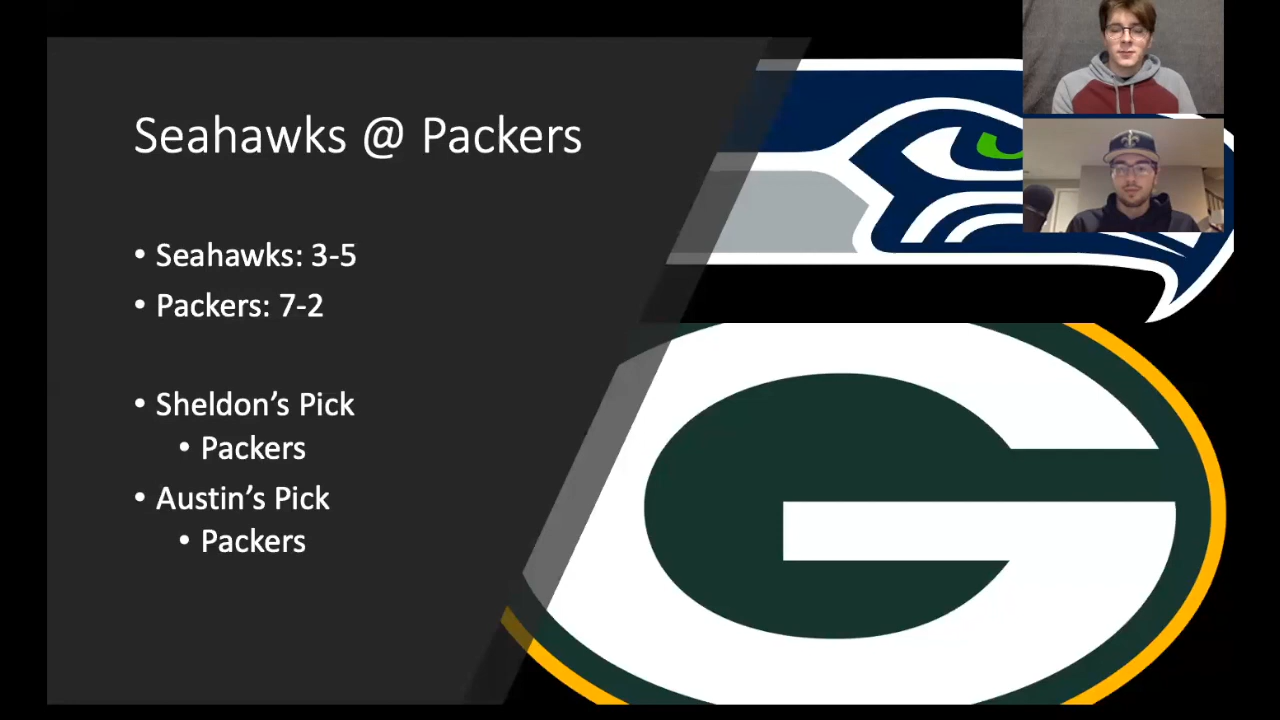 Seahawks @ Packers
• Seahawks: 3-5
• Packers: 7-2
• Sheldon’s Pick
• Packers
• Austin’s Pick
• Packers